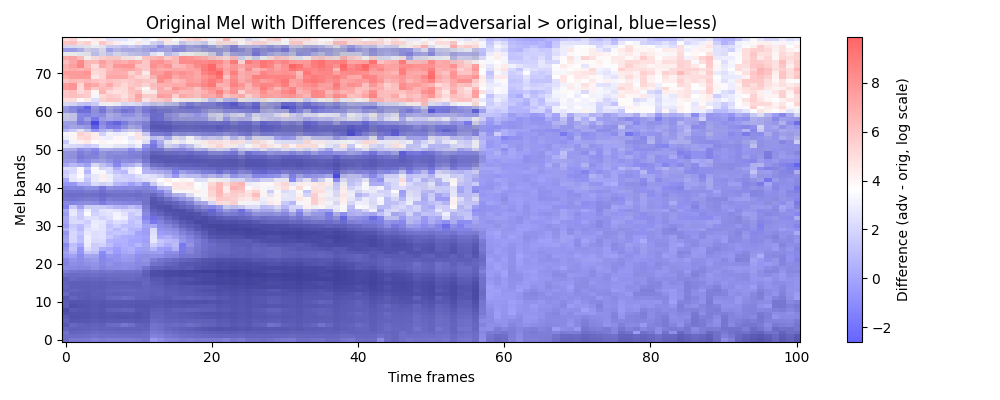 Original Mel with Differences (red=adversarial > original, blue=less)
Mel bands
70
60
50
40
30
20
10
0
0 20 40 60 80 100
Time frames
8
6
4
2
0
−2
Difference (adv - orig, log scale)